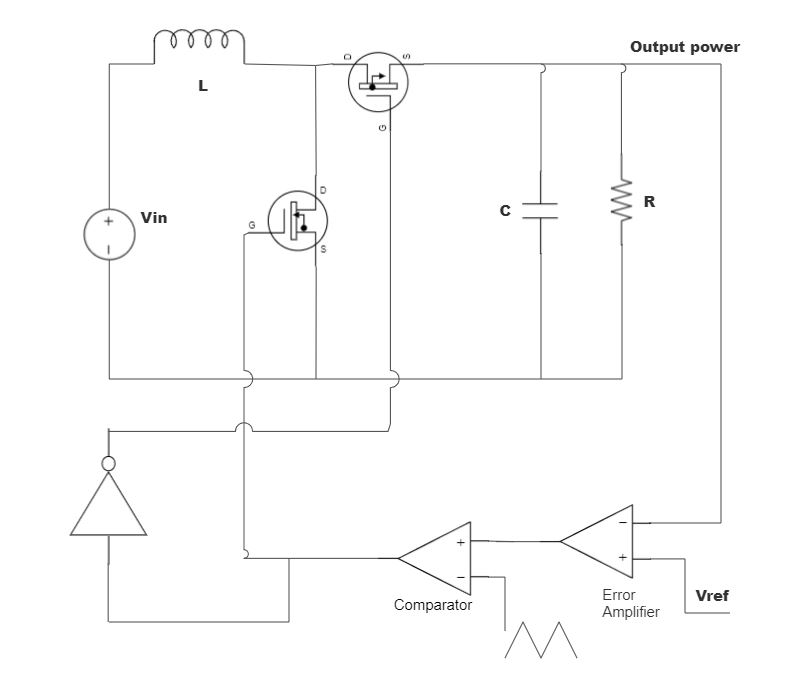 Output power
D
S
L
G
D
Vin
+
−
G
S
C
R
−
+
+
−
Comparator
Error
Amplifier
Vref